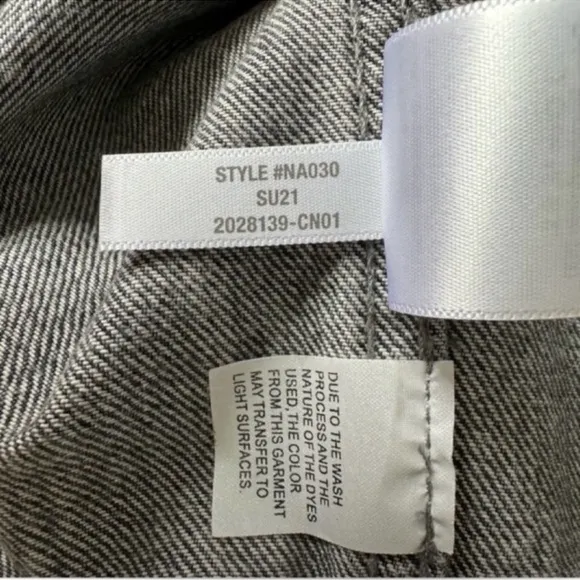 STYLE #NA030
SU21
2028139-CN01
DUE TO THE WASH
PROCESS AND THE
NATURE OF THE DYES
USED, THE COLOR
FROM THIS GARMENT
MAY TRANSFER TO
LIGHT SURFACES.